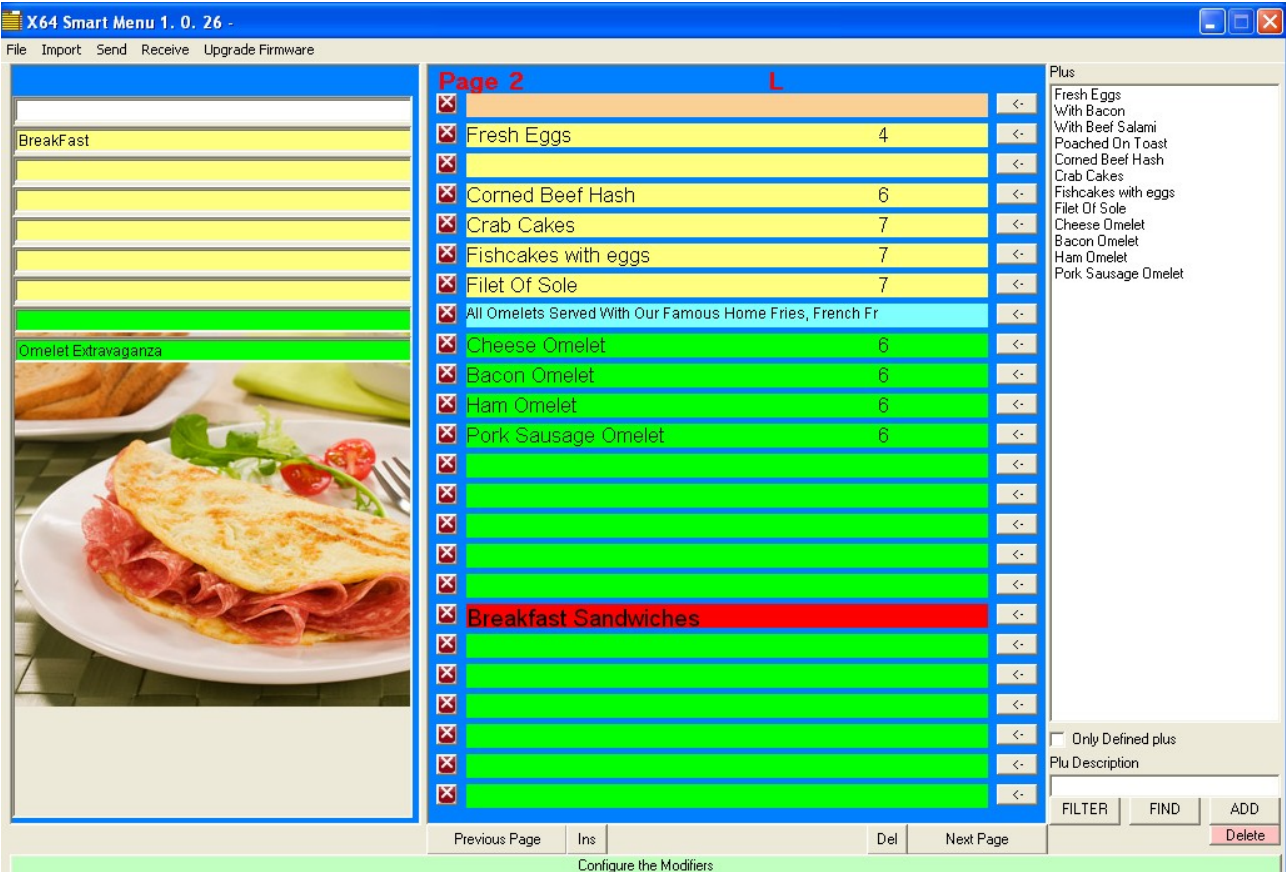 X64 Smart Menu 1. 0. 26 -
File Import Send Receive Upgrade Firmware
BreakFast
Omelet Extravaganza
Page 2 L
Fresh Eggs 4
Corned Beef Hash 6
Crab Cakes 7
Fishcakes with eggs 7
Filet Of Sole 7
All Omelets Served With Our Famous Home Fries, French Fr
Cheese Omelet 6
Bacon Omelet 6
Ham Omelet 6
Pork Sausage Omelet 6
Breakfast Sandwiches
Previous Page Ins Del Next Page
Plus
Fresh Eggs
With Bacon
With Beef Salami
Poached On Toast
Corned Beef Hash
Crab Cakes
Fishcakes with eggs
Filet Of Sole
Cheese Omelet
Bacon Omelet
Ham Omelet
Pork Sausage Omelet
Only Defined plus
Plu Description
FILTER FIND ADD
Delete
Configure the Modifiers